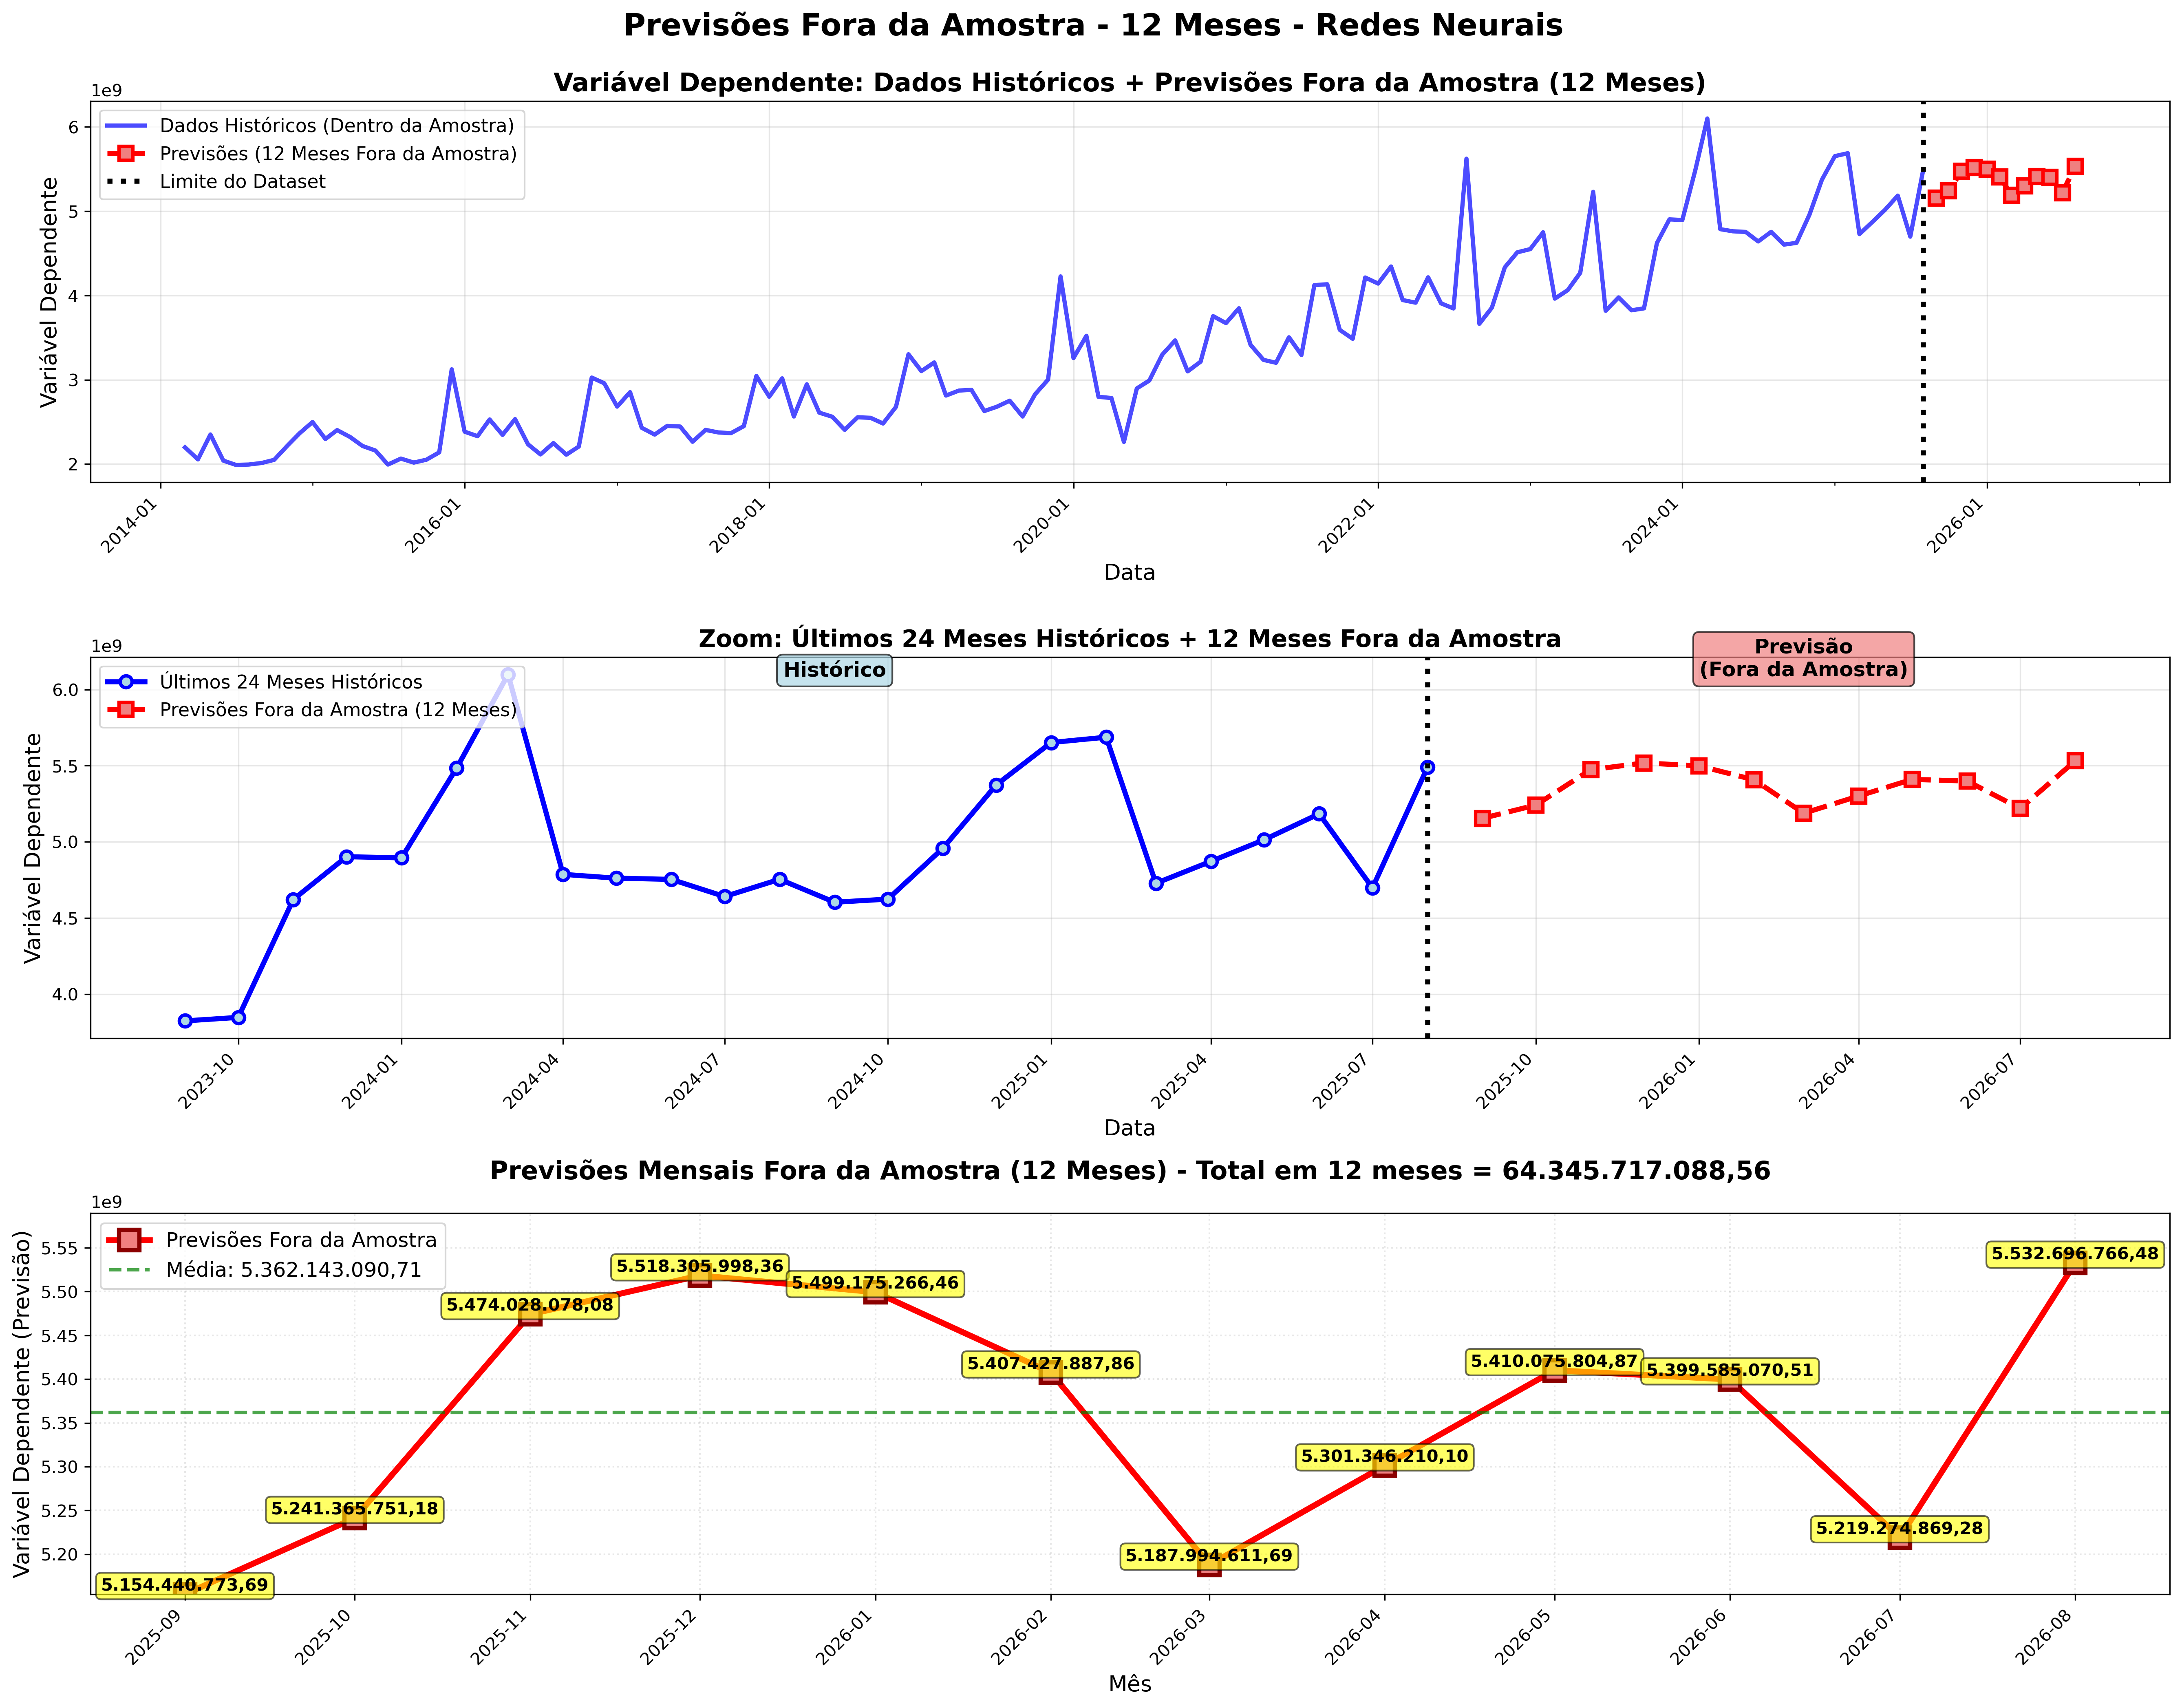 Previsões Fora da Amostra - 12 Meses - Redes Neurais
Variável Dependente: Dados Históricos + Previsões Fora da Amostra (12 Meses)
1e9
Dados Históricos (Dentro da Amostra)
Previsões (12 Meses Fora da Amostra)
Limite do Dataset
Variável Dependente
6
5
4
3
2
2014-01
2016-01
2018-01
2020-01
2022-01
2024-01
2026-01
Data
Zoom: Últimos 24 Meses Históricos + 12 Meses Fora da Amostra
1e9
Últimos 24 Meses Históricos
Previsões Fora da Amostra (12 Meses)
Histórico
Previsão
(Fora da Amostra)
Variável Dependente
6.0
5.5
5.0
4.5
4.0
2023-10
2024-01
2024-04
2024-07
2024-10
2025-01
2025-04
2025-07
2025-10
2026-01
2026-04
2026-07
Data
Previsões Mensais Fora da Amostra (12 Meses) - Total em 12 meses = 64.345.717.088,56
1e9
Previsões Fora da Amostra
Média: 5.362.143.090,71
Variável Dependente (Previsão)
5.55
5.50
5.45
5.40
5.35
5.30
5.25
5.20
5.154.440.773,69
5.241.365.751,18
5.474.028.078,08
5.518.305.998,36
5.499.175.266,46
5.407.427.887,86
5.187.994.611,69
5.301.346.210,10
5.410.075.804,87
5.399.585.070,51
5.219.274.869,28
5.532.696.766,48
2025-09
2025-10
2025-11
2025-12
2026-01
2026-02
2026-03
2026-04
2026-05
2026-06
2026-07
2026-08
Mês